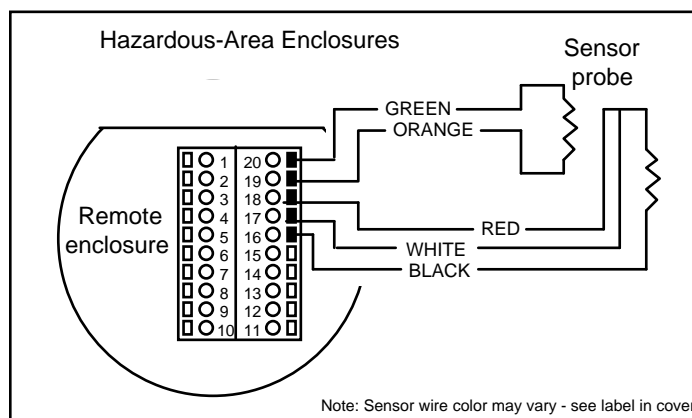 Hazardous-Area Enclosures
Sensor
probe
GREEN
ORANGE
Remote
enclosure
1 20
2 19
3 18
4 17
5 16
6 15
7 14
8 13
9 12
10 11
RED
WHITE
BLACK
Note: Sensor wire color may vary - see label in cover